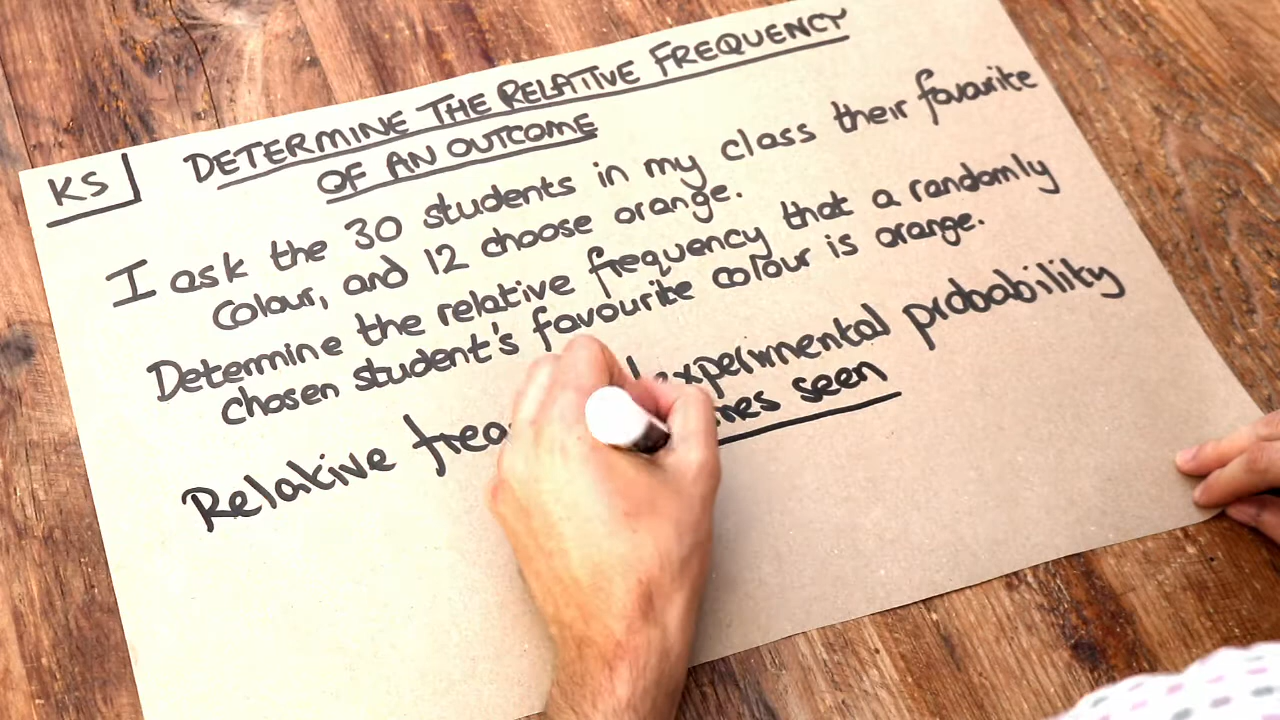 KS
DETERMINE THE RELATIVE FREQUENCY
OF AN OUTCOME
I ask the 30 students in my class their favourite
colour, and 12 choose orange.
Determine the relative frequency that a randomly
chosen student's favourite colour is orange.
experimental probability
Relative seen